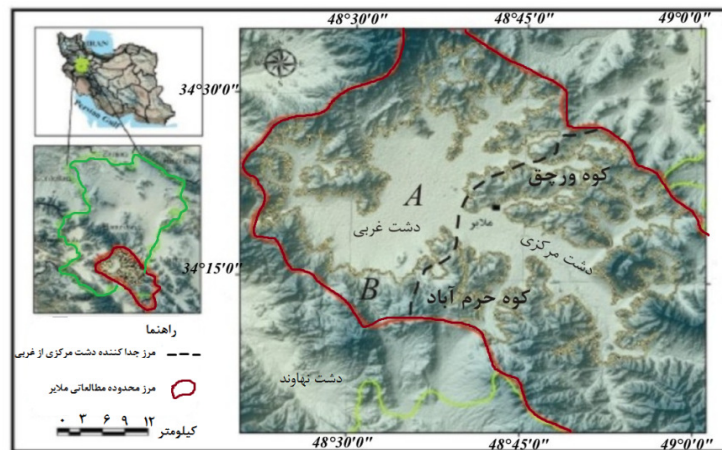 48°30'0"
48°45'0"
49°0'0"
34°30'0"
34°15'0"
Persian Gulf
کوه ورچق
A
ملایر
دشت غربی
دشت مرکزی
B
کوه حرم آباد
دشت نهاوند
راهنما
مرز جدا کننده دشت مرکزی از غربی
مرز محدوده مطالعاتی ملایر
۰ ۳ ۶ ۹ ۱۲
کیلومتر
48°30'0"
48°45'0"
49°0'0"